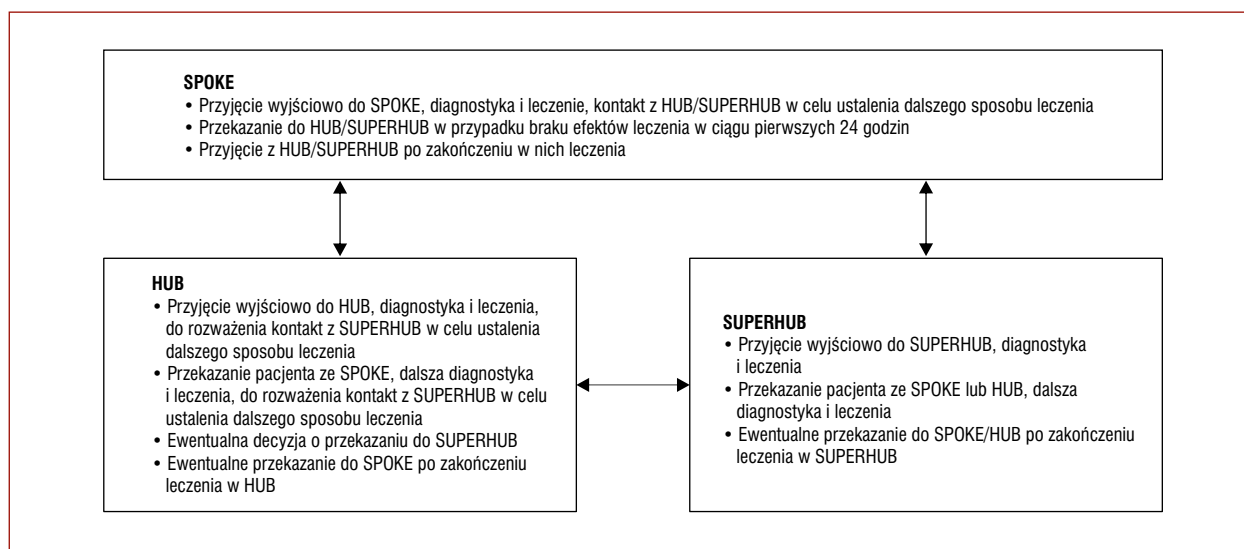 SPOKE
• Przyjęcie wyjściowo do SPOKE, diagnostyka i leczenie, kontakt z HUB/SUPERHUB w celu ustalenia dalszego sposobu leczenia
• Przekazanie do HUB/SUPERHUB w przypadku braku efektów leczenia w ciągu pierwszych 24 godzin
• Przyjęcie z HUB/SUPERHUB po zakończeniu w nich leczenia
HUB
• Przyjęcie wyjściowo do HUB, diagnostyka i leczenia,
do rozważenia kontakt z SUPERHUB w celu ustalenia
dalszego sposobu leczenia
• Przekazanie pacjenta ze SPOKE, dalsza diagnostyka
i leczenia, do rozważenia kontakt z SUPERHUB w celu
ustalenia dalszego sposobu leczenia
• Ewentualna decyzja o przekazaniu do SUPERHUB
• Ewentualne przekazanie do SPOKE po zakończeniu
leczenia w HUB
SUPERHUB
• Przyjęcie wyjściowo do SUPERHUB, diagnostyka
i leczenia
• Przekazanie pacjenta ze SPOKE lub HUB, dalsza
diagnostyka i leczenia
• Ewentualne przekazanie do SPOKE/HUB po zakończeniu
leczenia w SUPERHUB